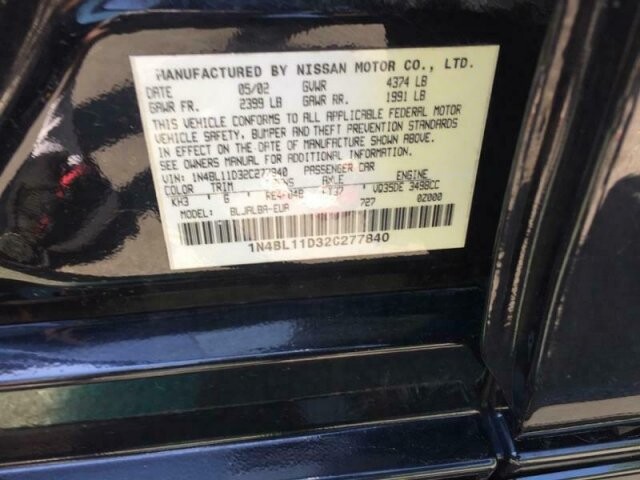 MANUFACTURED BY NISSAN MOTOR CO., LTD.
DATE 05/02 GVWR 4374 LB
GAWR FR. 2399 LB GAWR RR. 1991 LB
THIS VEHICLE CONFORMS TO ALL APPLICABLE FEDERAL MOTOR
VEHICLE SAFETY, BUMPER AND THEFT PREVENTION STANDARDS
IN EFFECT ON THE DATE OF MANUFACTURE SHOWN ABOVE.
SEE OWNERS MANUAL FOR ADDITIONAL INFORMATION.
VIN: 1N4BL11D32C277840 PASSENGER CAR
COLOR TRIM ENGINE
KH3 G VQ35DE 3498CC
MODEL: BLJALBA-EUA 727 0Z000
1N4BL11D32C277840